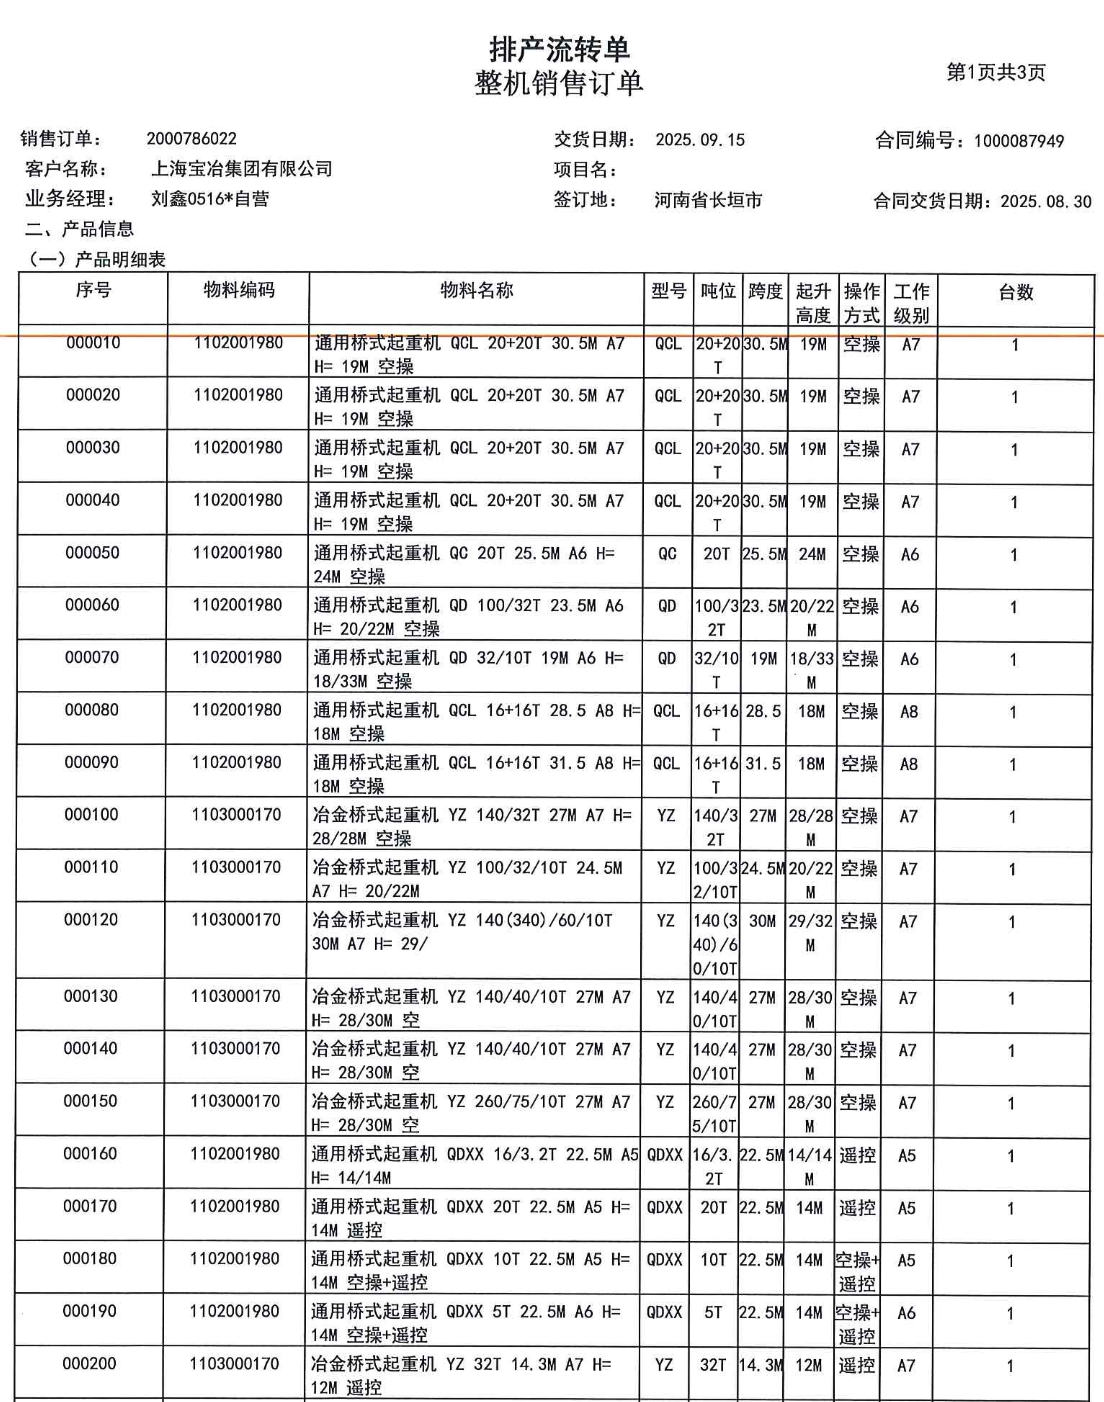 排产流转单
整机销售订单
第1页共3页
销售订单： 2000786022 交货日期： 2025.09.15 合同编号：1000087949
客户名称： 上海宝冶集团有限公司 项目名：
业务经理： 刘鑫0516*自营 签订地： 河南省长垣市 合同交货日期：2025.08.30
二、产品信息
（一）产品明细表
序号 物料编码 物料名称 型号 吨位 跨度 起升 操作 工作 台数
高度 方式 级别
000010 1102001980 通用桥式起重机 QCL 20+20T 30.5M A7 QCL 20+20 30.5M 19M 空操 A7 1
H= 19M 空操 T
000020 1102001980 通用桥式起重机 QCL 20+20T 30.5M A7 QCL 20+20 30.5M 19M 空操 A7 1
H= 19M 空操 T
000030 1102001980 通用桥式起重机 QCL 20+20T 30.5M A7 QCL 20+20 30.5M 19M 空操 A7 1
H= 19M 空操 T
000040 1102001980 通用桥式起重机 QCL 20+20T 30.5M A7 QCL 20+20 30.5M 19M 空操 A7 1
H= 19M 空操 T
000050 1102001980 通用桥式起重机 QC 20T 25.5M A6 H= QC 20T 25.5M 24M 空操 A6 1
24M 空操
000060 1102001980 通用桥式起重机 QD 100/32T 23.5M A6 QD 100/3 23.5M 20/22 空操 A6 1
H= 20/22M 空操 2T M
000070 1102001980 通用桥式起重机 QD 32/10T 19M A6 H= QD 32/10 19M 18/33 空操 A6 1
18/33M 空操 T M
000080 1102001980 通用桥式起重机 QCL 16+16T 28.5 A8 H= QCL 16+16 28.5 18M 空操 A8 1
18M 空操 T
000090 1102001980 通用桥式起重机 QCL 16+16T 31.5 A8 H= QCL 16+16 31.5 18M 空操 A8 1
18M 空操 T
000100 1103000170 冶金桥式起重机 YZ 140/32T 27M A7 H= YZ 140/3 27M 28/28 空操 A7 1
28/28M 空操 2T M
000110 1103000170 冶金桥式起重机 YZ 100/32/10T 24.5M YZ 100/3 24.5M 20/22 空操 A7 1
A7 H= 20/22M 2/10T M
000120 1103000170 冶金桥式起重机 YZ 140(340)/60/10T YZ 140(3 30M 29/32 空操 A7 1
30M A7 H= 29/ 40)/6 M
0/10T
000130 1103000170 冶金桥式起重机 YZ 140/40/10T 27M A7 YZ 140/4 27M 28/30 空操 A7 1
H= 28/30M 空 0/10T M
000140 1103000170 冶金桥式起重机 YZ 140/40/10T 27M A7 YZ 140/4 27M 28/30 空操 A7 1
H= 28/30M 空 0/10T M
000150 1103000170 冶金桥式起重机 YZ 260/75/10T 27M A7 YZ 260/7 27M 28/30 空操 A7 1
H= 28/30M 空 5/10T M
000160 1102001980 通用桥式起重机 QDXX 16/3.2T 22.5M A5 QDXX 16/3. 22.5M 14/14 遥控 A5 1
H= 14/14M 2T M
000170 1102001980 通用桥式起重机 QDXX 20T 22.5M A5 H= QDXX 20T 22.5M 14M 遥控 A5 1
14M 遥控
000180 1102001980 通用桥式起重机 QDXX 10T 22.5M A5 H= QDXX 10T 22.5M 14M 空操+ A5 1
14M 空操+遥控 遥控
000190 1102001980 通用桥式起重机 QDXX 5T 22.5M A6 H= QDXX 5T 22.5M 14M 空操+ A6 1
14M 空操+遥控 遥控
000200 1103000170 冶金桥式起重机 YZ 32T 14.3M A7 H= YZ 32T 14.3M 12M 遥控 A7 1
12M 遥控